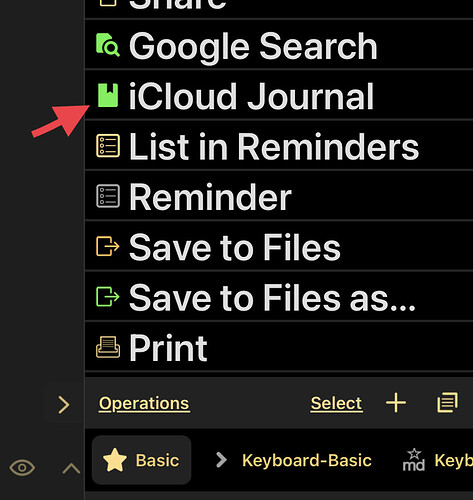 Share
Google Search
iCloud Journal
List in Reminders
Reminder
Save to Files
Save to Files as...
Print
Operations Select
Basic Keyboard-Basic md Keyb